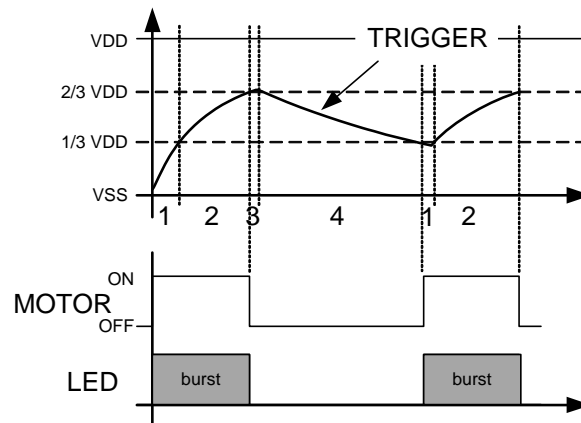 VDD
TRIGGER
2/3 VDD
1/3 VDD
VSS
1 2 3 4 1 2
ON
MOTOR
OFF
LED burst burst